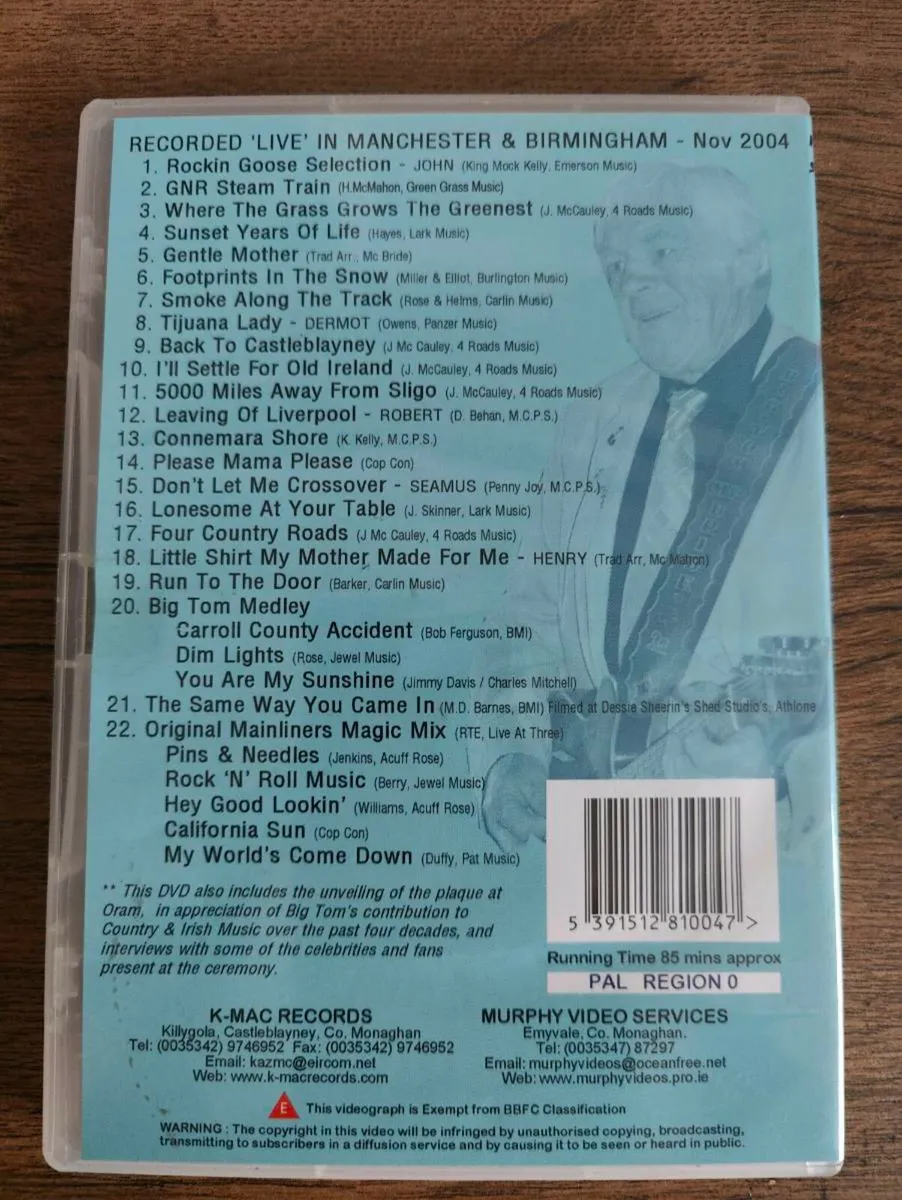 RECORDED 'LIVE' IN MANCHESTER & BIRMINGHAM - Nov 2004
1. Rockin Goose Selection - JOHN (King Mock Kelly, Emerson Music)
2. GNR Steam Train (H.McMahon, Green Grass Music)
3. Where The Grass Grows The Greenest (J. McCauley, 4 Roads Music)
4. Sunset Years Of Life (Hayes, Lark Music)
5. Gentle Mother (Trad Arr., Mc Bride)
6. Footprints In The Snow (Miller & Elliot, Burlington Music)
7. Smoke Along The Track (Rose & Helms, Carlin Music)
8. Tijuana Lady - DERMOT (Owens, Panzer Music)
9. Back To Castleblayney (J Mc Cauley, 4 Roads Music)
10. I'll Settle For Old Ireland (J. McCauley, 4 Roads Music)
11. 5000 Miles Away From Sligo (J. McCauley, 4 Roads Music)
12. Leaving Of Liverpool - ROBERT (D. Behan, M.C.P.S.)
13. Connemara Shore (K. Kelly, M.C.P.S.)
14. Please Mama Please (Cop Con)
15. Don't Let Me Crossover - SEAMUS (Penny Joy, M.C.P.S.)
16. Lonesome At Your Table (J. Skinner, Lark Music)
17. Four Country Roads (J Mc Cauley, 4 Roads Music)
18. Little Shirt My Mother Made For Me - HENRY (Trad Arr, Mc Mahon)
19. Run To The Door (Barker, Carlin Music)
20. Big Tom Medley
Carroll County Accident (Bob Ferguson, BMI)
Dim Lights (Rose, Jewel Music)
You Are My Sunshine (Jimmy Davis / Charles Mitchell)
21. The Same Way You Came In (M.D. Barnes, BMI) Filmed at Dessie Sheerin's Shed Studio's, Athlone
22. Original Mainliners Magic Mix (RTE, Live At Three)
Pins & Needles (Jenkins, Acuff Rose)
Rock 'N' Roll Music (Berry, Jewel Music)
Hey Good Lookin' (Williams, Acuff Rose)
California Sun (Cop Con)
My World's Come Down (Duffy, Pat Music)
** This DVD also includes the unveiling of the plaque at
Oram, in appreciation of Big Tom's contribution to
Country & Irish Music over the past four decades, and
interviews with some of the celebrities and fans
present at the ceremony.
5 391512 810047 >
Running Time 85 mins approx
PAL REGION 0
K-MAC RECORDS
Killygola, Castleblayney, Co. Monaghan
Tel: (0035342) 9746952 Fax: (0035342) 9746952
Email: kazmc@eircom.net
Web: www.k-macrecords.com
MURPHY VIDEO SERVICES
Emyvale, Co. Monaghan.
Tel: (0035347) 87297
Email: murphyvideos@oceanfree.net
Web: www.murphyvideos.pro.ie
E This videograph is Exempt from BBFC Classification
WARNING : The copyright in this video will be infringed by unauthorised copying, broadcasting,
transmitting to subscribers in a diffusion service and by causing it to be seen or heard in public.